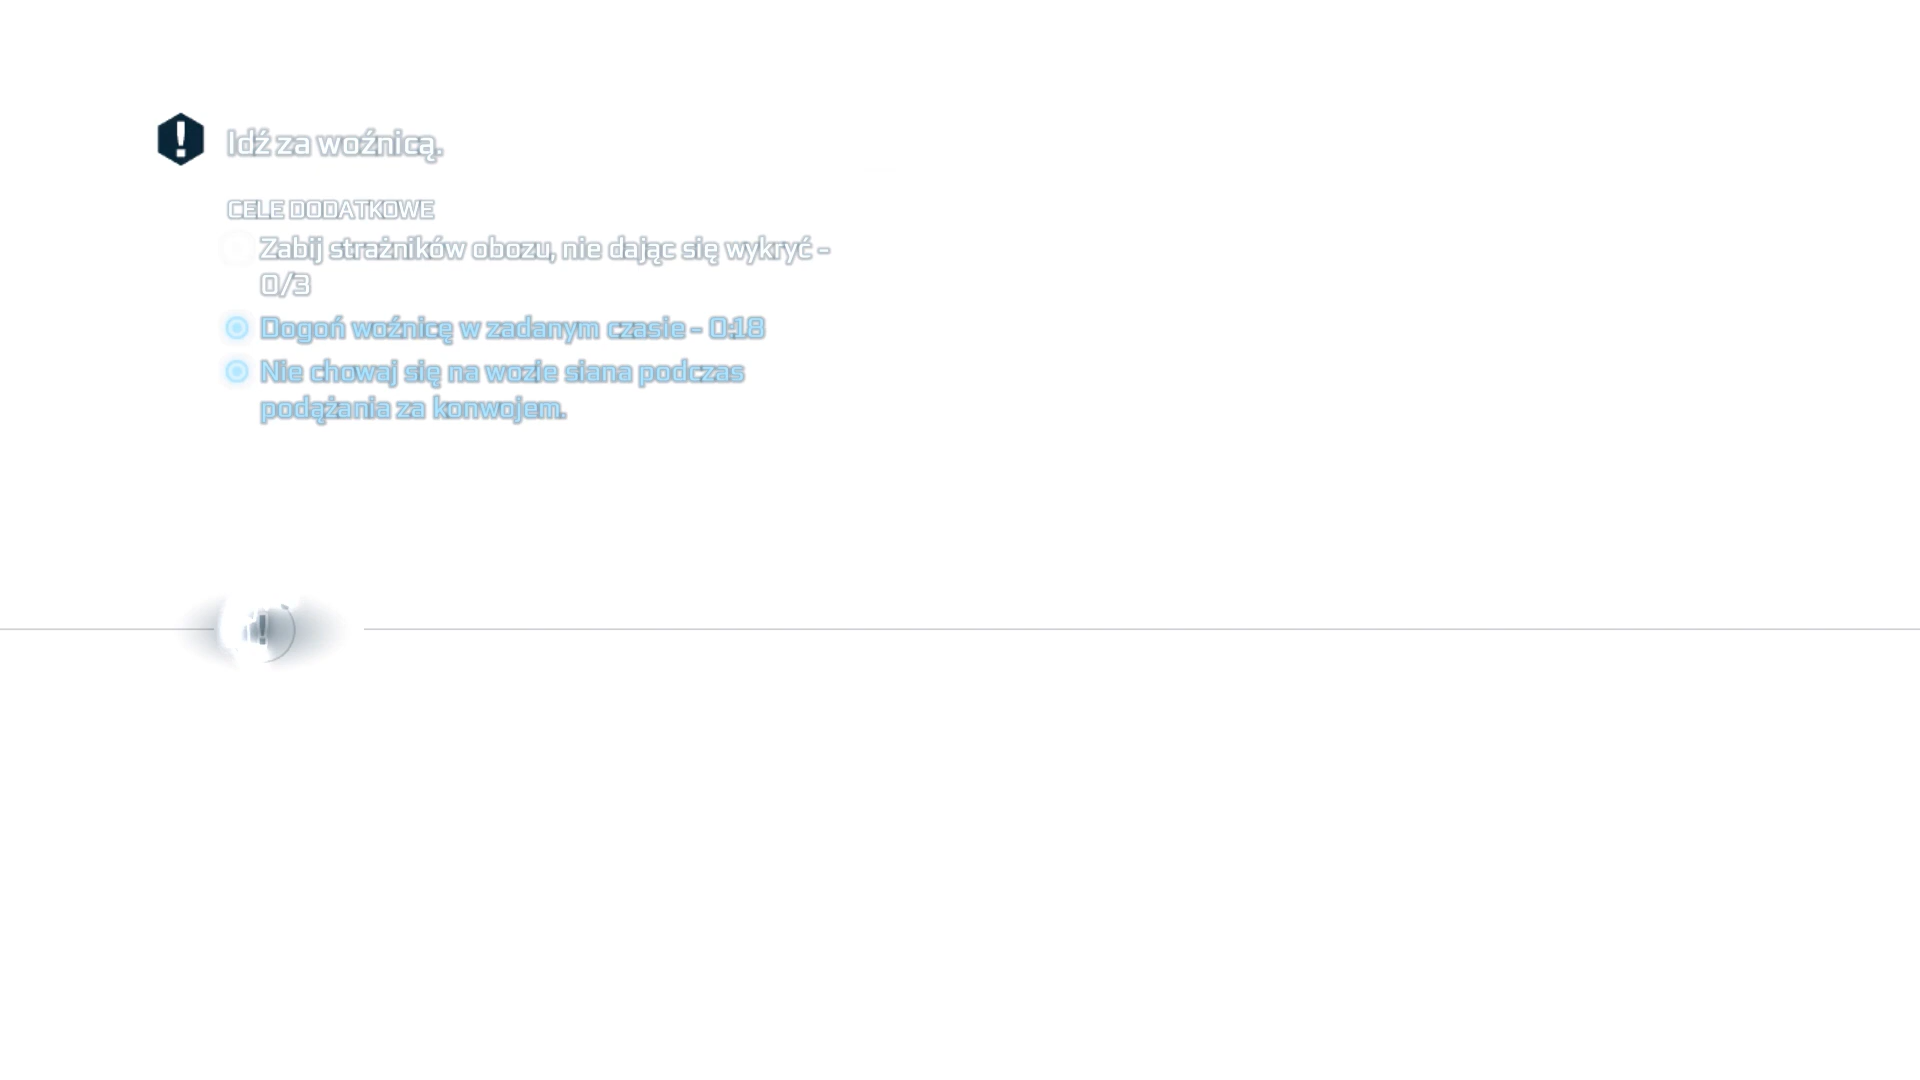 Idź za woźnicą.
CELE DODATKOWE
Zabij strażników obozu, nie dając się wykryć -
0/3
Dogoń woźnicę w zadanym czasie - 0:18
Nie chowaj się na wozie siana podczas
podążania za konwojem.